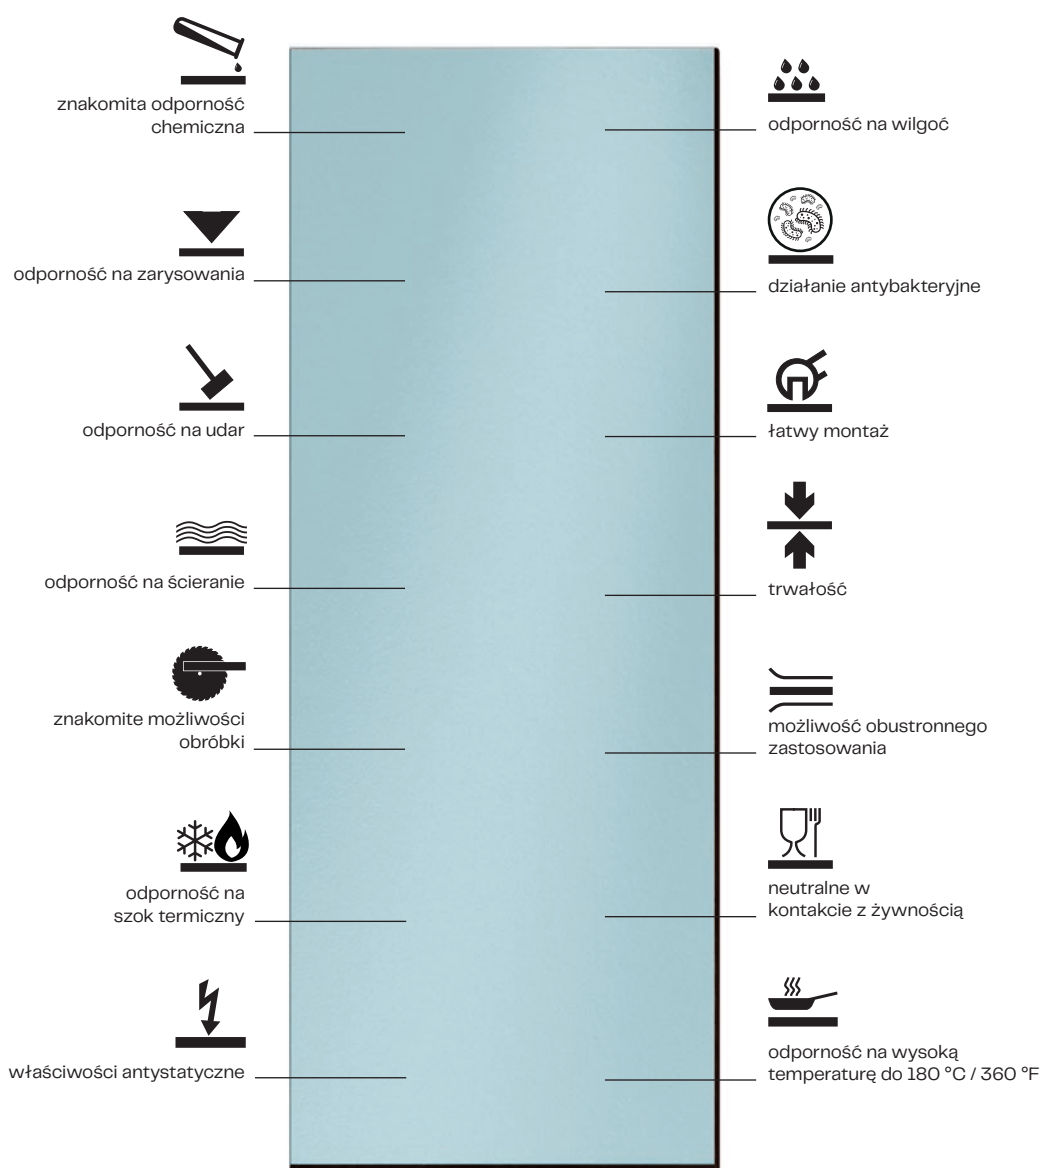 znakomita odporność
chemiczna
odporność na zarysowania
odporność na udar
odporność na ścieranie
znakomite możliwości
obróbki
odporność na
szok termiczny
właściwości antystatyczne
odporność na wilgoć
działanie antybakteryjne
łatwy montaż
trwałość
możliwość obustronnego
zastosowania
neutralne w
kontakcie z żywnością
odporność na wysoką
temperaturę do 180 °C / 360 °F